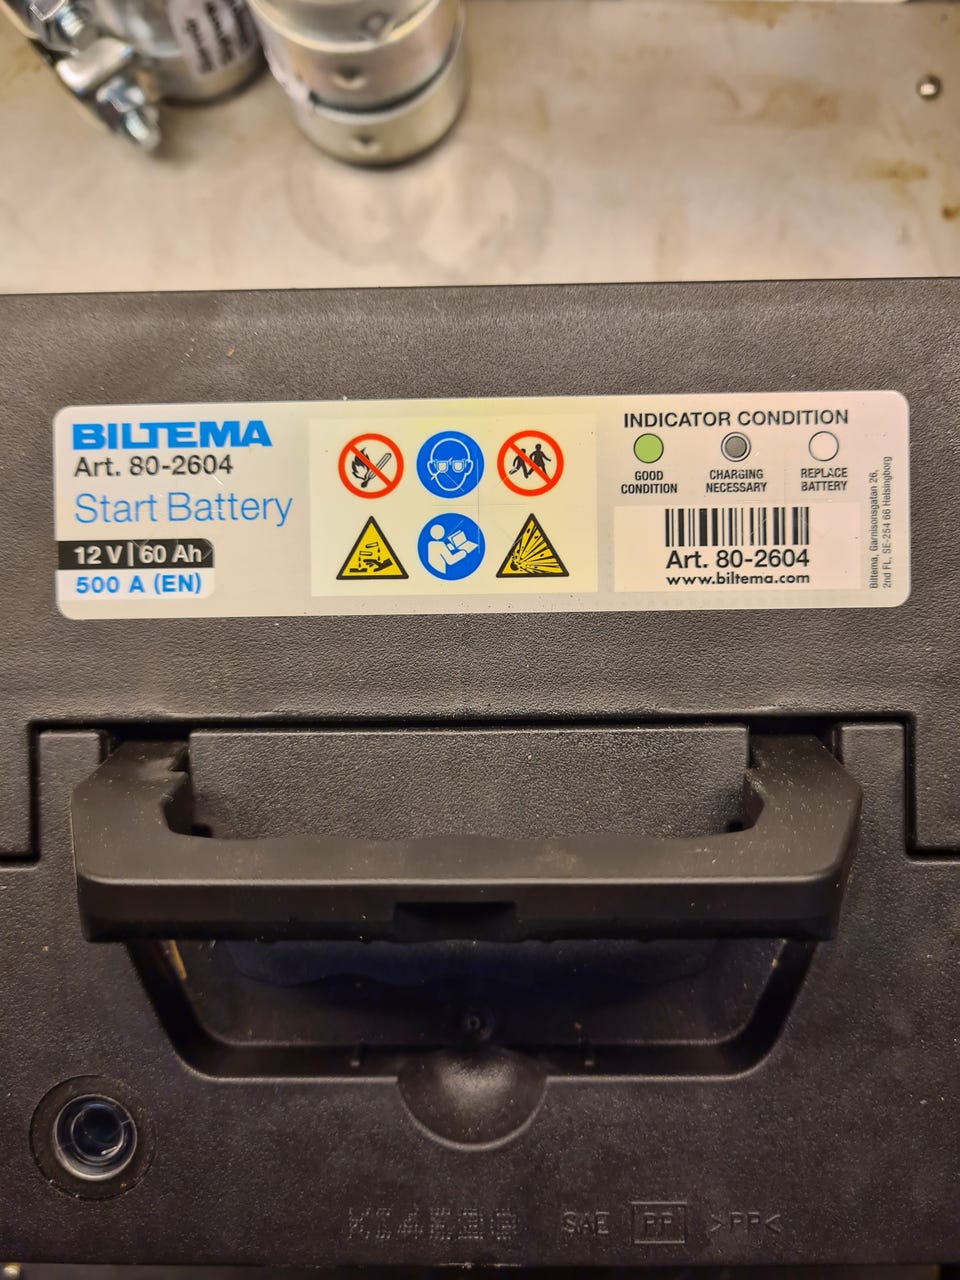 BILTEMA
Art. 80-2604
Start Battery
12 V | 60 Ah
500 A (EN)
INDICATOR CONDITION
GOOD CONDITION
CHARGING NECESSARY
REPLACE BATTERY
Art. 80-2604
www.biltema.com
Biltema, Garnisonsgatan 26,
2nd FL, SE-254 66 Helsingborg
SAE PP >PP<